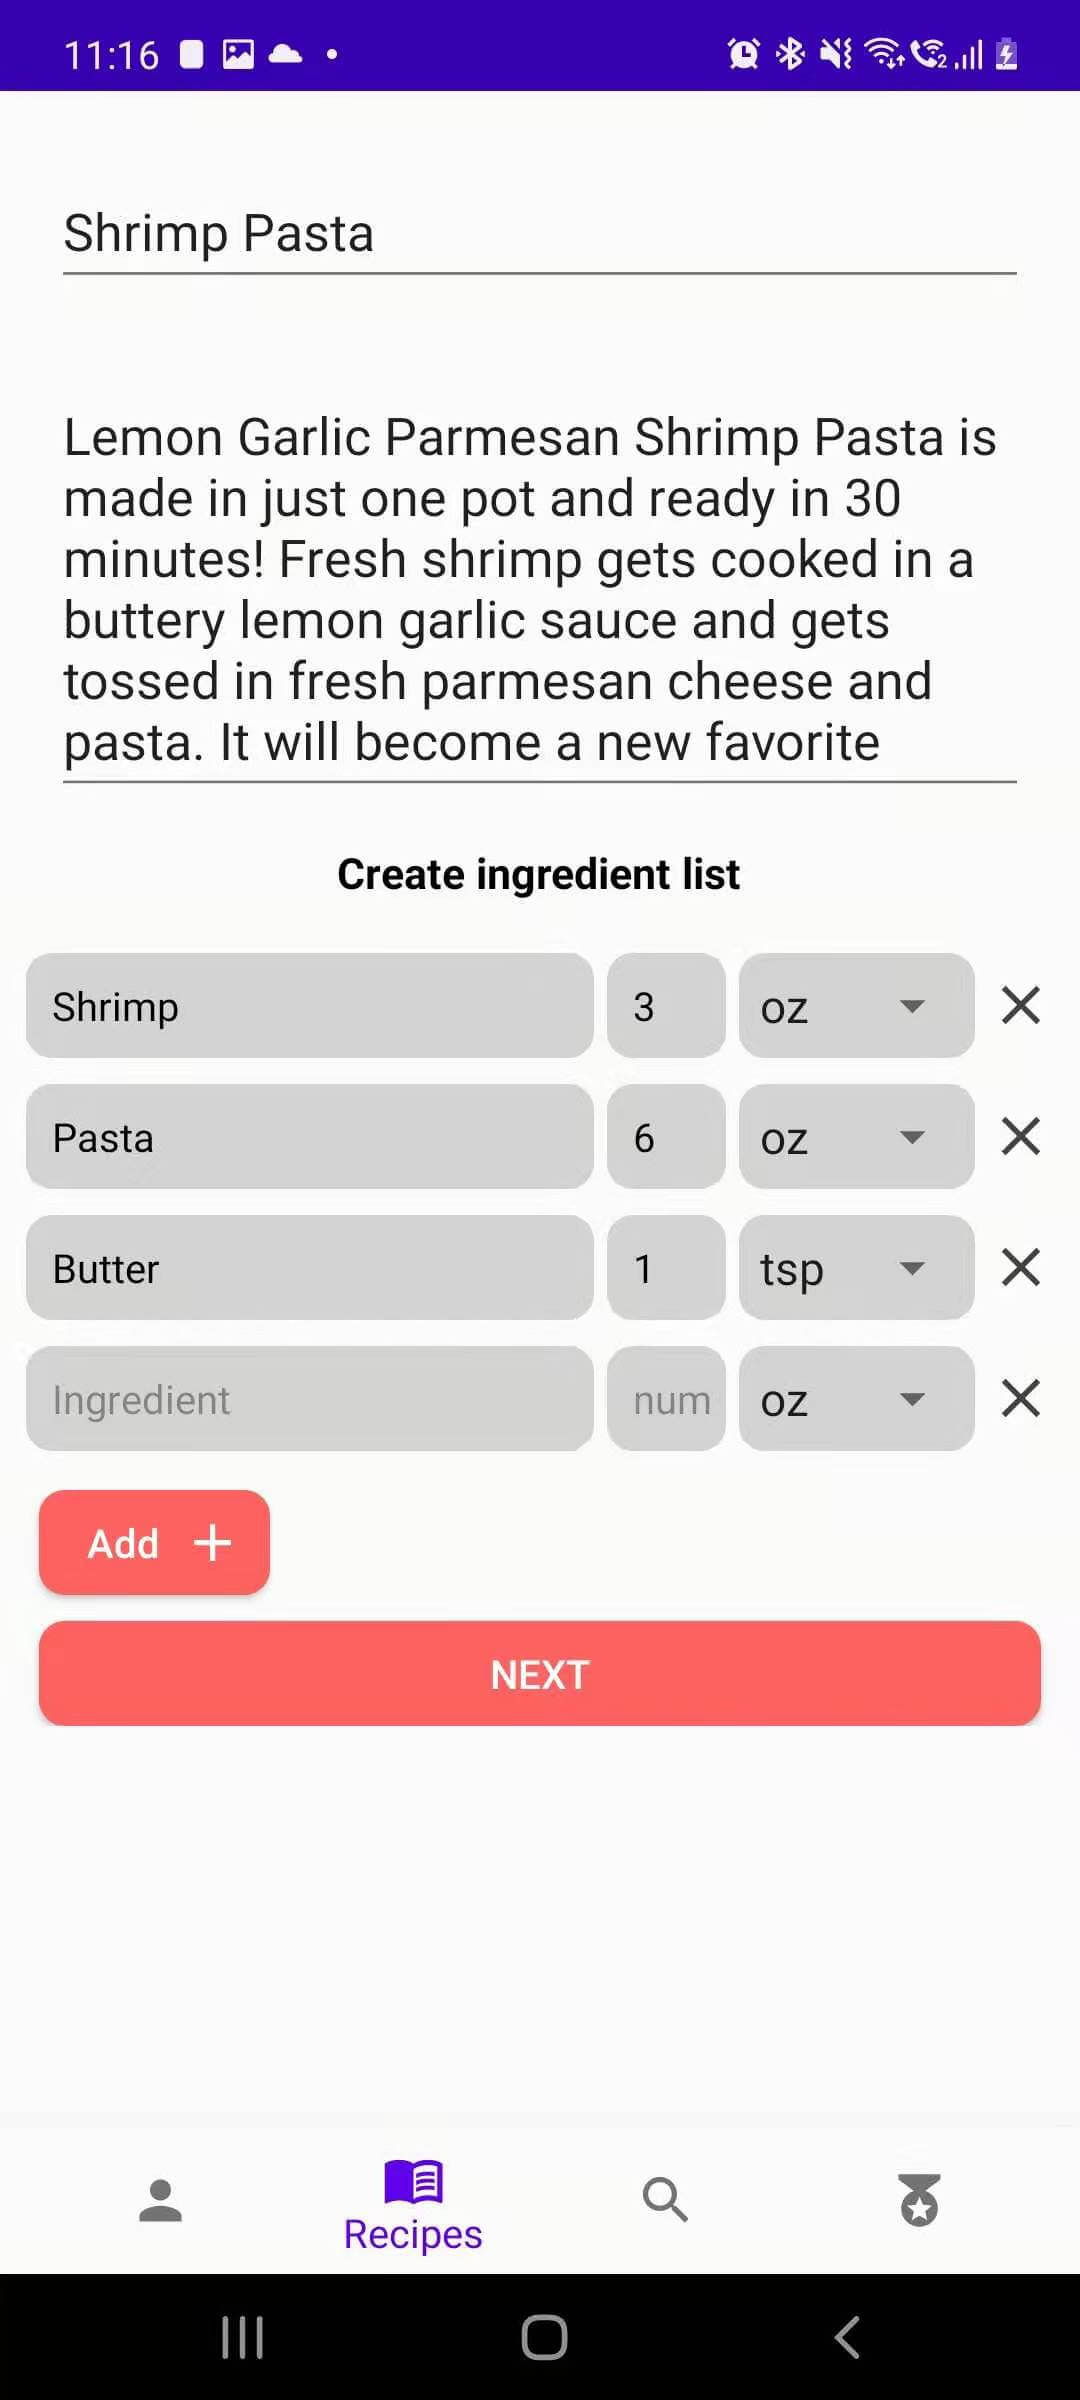 11:16
Shrimp Pasta
Lemon Garlic Parmesan Shrimp Pasta is
made in just one pot and ready in 30
minutes! Fresh shrimp gets cooked in a
buttery lemon garlic sauce and gets
tossed in fresh parmesan cheese and
pasta. It will become a new favorite
Create ingredient list
Shrimp 3 oz
Pasta 6 oz
Butter 1 tsp
Ingredient num oz
Add +
NEXT
Recipes